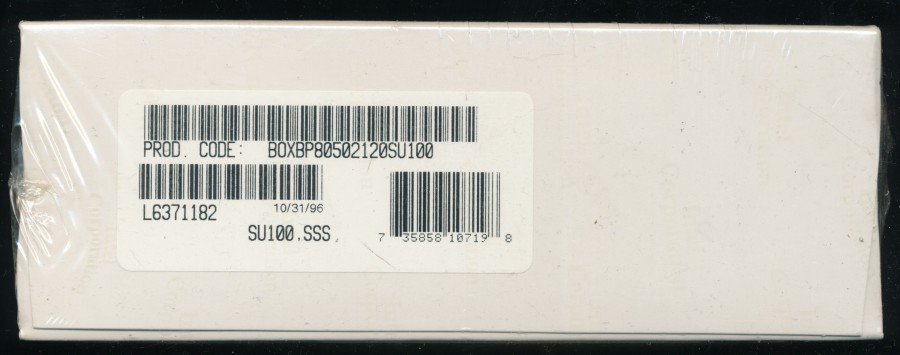 PROD. CODE: BOXBP80502120SU100
L6371182
10/31/96
SU100,SSS,
7 35858 10719 8